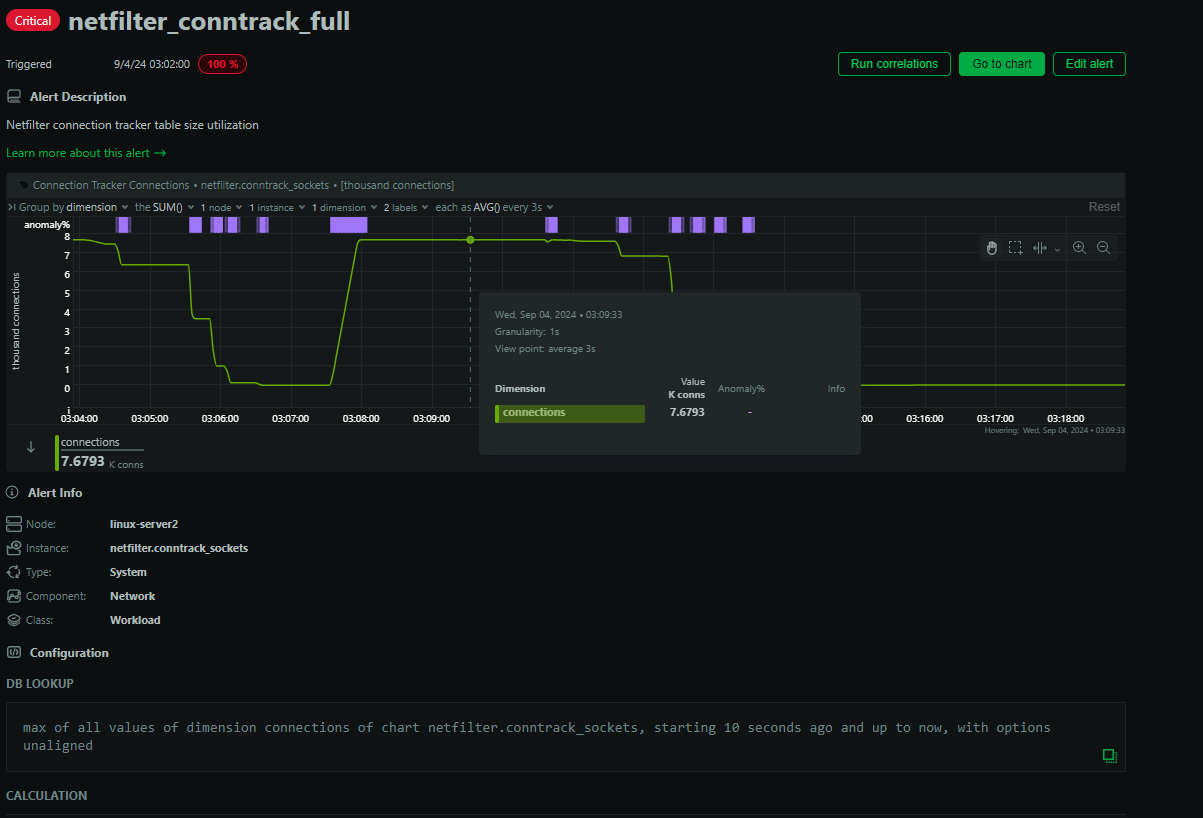 Critical netfilter_conntrack_full
Triggered 9/4/24 03:02:00 100 % Run correlations Go to chart Edit alert
Alert Description
Netfilter connection tracker table size utilization
Learn more about this alert →
Connection Tracker Connections • netfilter.conntrack_sockets • [thousand connections]
Group by dimension the SUM() 1 node 1 instance 1 dimension 2 labels each as AVG() every 3s Reset
anomaly%
8
7
6
5
4
3
2
1
0
thousand connections
Wed, Sep 04, 2024 • 03:09:33
Granularity: 1s
View point: average 3s
Dimension Value K conns Anomaly% Info
connections 7.6793 -
03:04:00 03:05:00 03:06:00 03:07:00 03:08:00 03:09:00 :00 03:16:00 03:17:00 03:18:00
Hovering: Wed, Sep 04, 2024 • 03:09:33
connections
7.6793 K conns
Alert Info
Node: linux-server2
Instance: netfilter.conntrack_sockets
Type: System
Component: Network
Class: Workload
Configuration
DB LOOKUP
max of all values of dimension connections of chart netfilter.conntrack_sockets, starting 10 seconds ago and up to now, with options
unaligned
CALCULATION